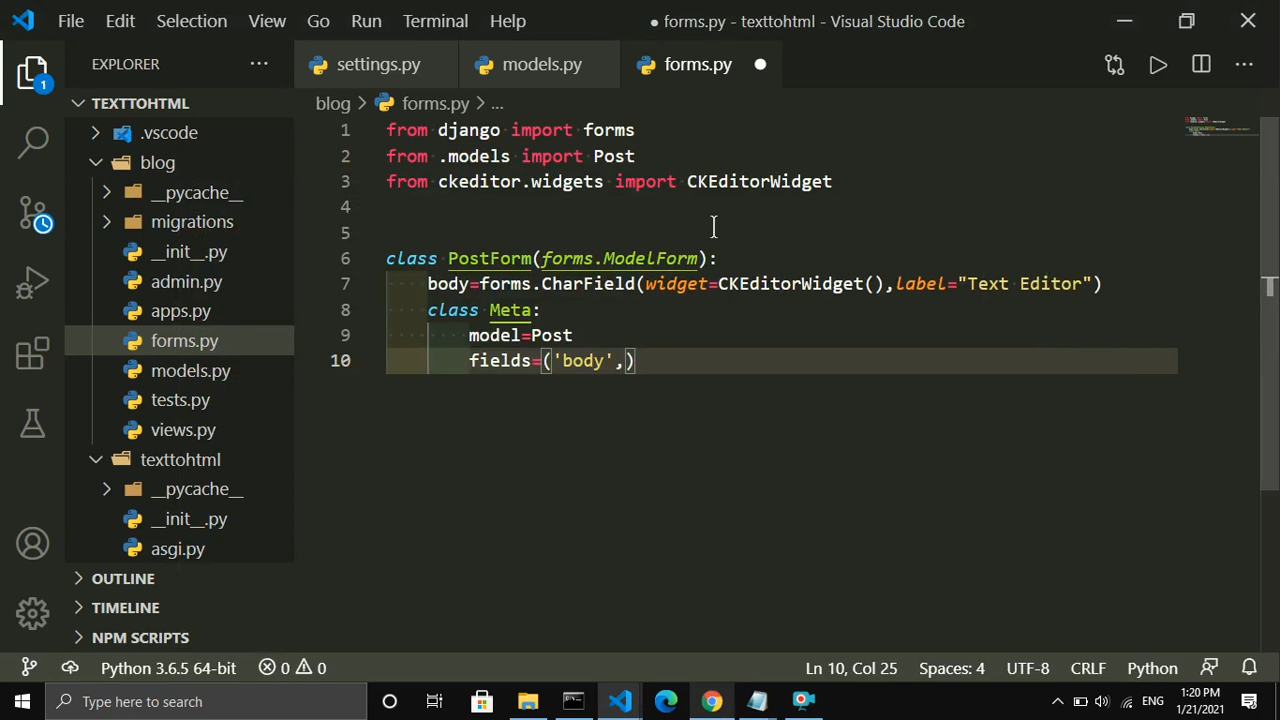 File Edit Selection View Go Run Terminal Help ● forms.py - texttohtml - Visual Studio Code
EXPLORER ··· settings.py models.py forms.py ● ···
TEXTTOHTML
blog > forms.py > ...
.vscode
blog
__pycache__
migrations
__init__.py
admin.py
apps.py
forms.py
models.py
tests.py
views.py
texttohtml
__pycache__
__init__.py
asgi.py
OUTLINE
TIMELINE
NPM SCRIPTS
1
1 from django import forms
2 from .models import Post
3 from ckeditor.widgets import CKEditorWidget
4
5
6 class PostForm(forms.ModelForm):
7 body=forms.CharField(widget=CKEditorWidget(),label="Text Editor")
8 class Meta:
9 model=Post
10 fields=('body',)
Python 3.6.5 64-bit 0 0 Ln 10, Col 25 Spaces: 4 UTF-8 CRLF Python
Type here to search ENG 1:20 PM
1/21/2021